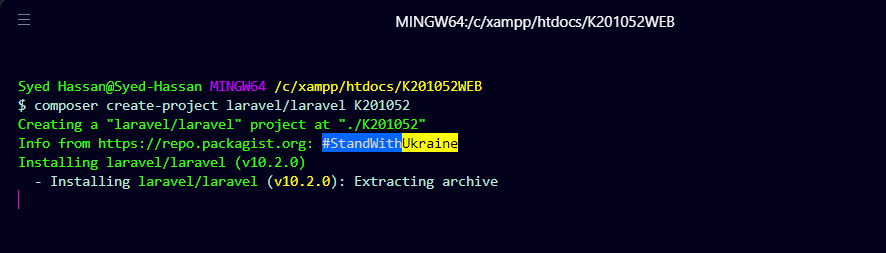 MINGW64:/c/xampp/htdocs/K201052WEB
Syed Hassan@Syed-Hassan MINGW64 /c/xampp/htdocs/K201052WEB
$ composer create-project laravel/laravel K201052
Creating a "laravel/laravel" project at "./K201052"
Info from https://repo.packagist.org: #StandWithUkraine
Installing laravel/laravel (v10.2.0)
  - Installing laravel/laravel (v10.2.0): Extracting archive